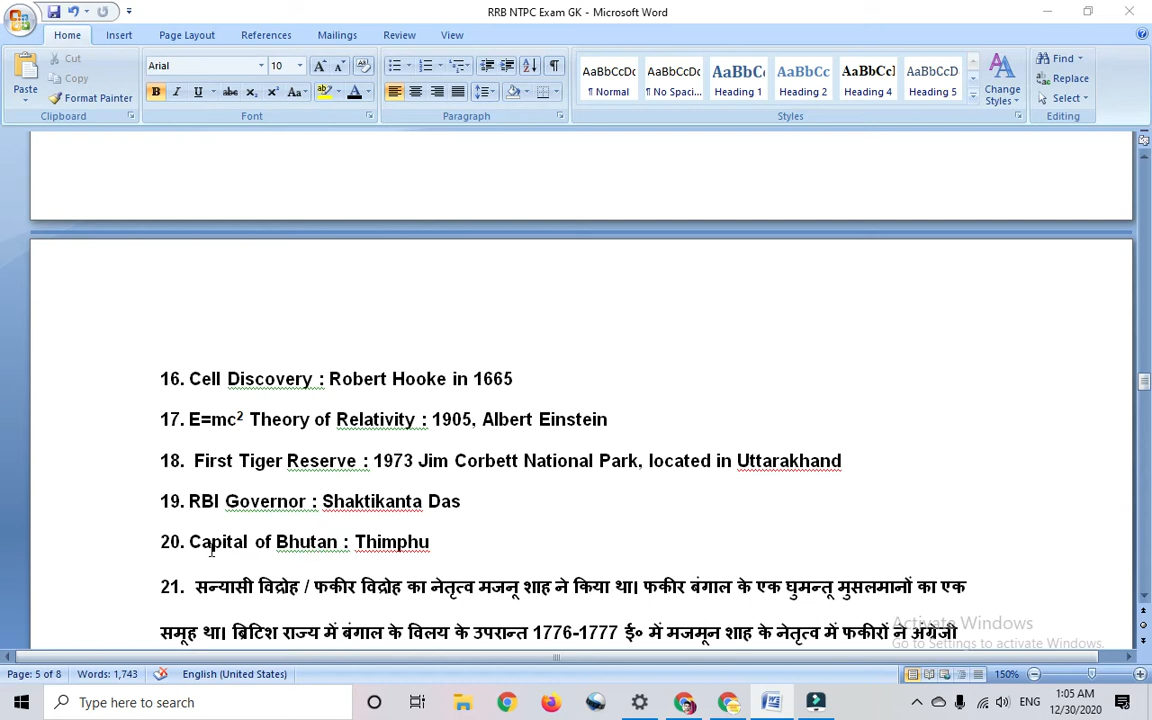 RRB NTPC Exam GK - Microsoft Word
Home Insert Page Layout References Mailings Review View
Paste
Cut
Copy
Format Painter
Clipboard
Arial 10
B I U abc x₂ x² Aa
Font
Paragraph
AaBbCcDc AaBbCcDc AaBbC AaBbCc AaBbCcI AaBbCcD
¶ Normal ¶ No Spaci... Heading 1 Heading 2 Heading 4 Heading 5
Change Styles
Styles
Find
Replace
Select
Editing
16. Cell Discovery : Robert Hooke in 1665
17. E=mc² Theory of Relativity : 1905, Albert Einstein
18. First Tiger Reserve : 1973 Jim Corbett National Park, located in Uttarakhand
19. RBI Governor : Shaktikanta Das
20. Capital of Bhutan : Thimphu
21. सन्यासी विद्रोह / फकीर विद्रोह का नेतृत्व मजनू शाह ने किया था। फकीर बंगाल के एक घुमन्तू मुसलमानों का एक
समूह था। ब्रिटिश राज्य में बंगाल के विलय के उपरान्त 1776-1777 ई० में मजमून शाह के नेतृत्व में फकीरों ने अंग्रेजी
Activate Windows
Go to Settings to activate Windows.
Page: 5 of 8 Words: 1,743 English (United States) 150%
Type here to search
ENG
1:05 AM
12/30/2020